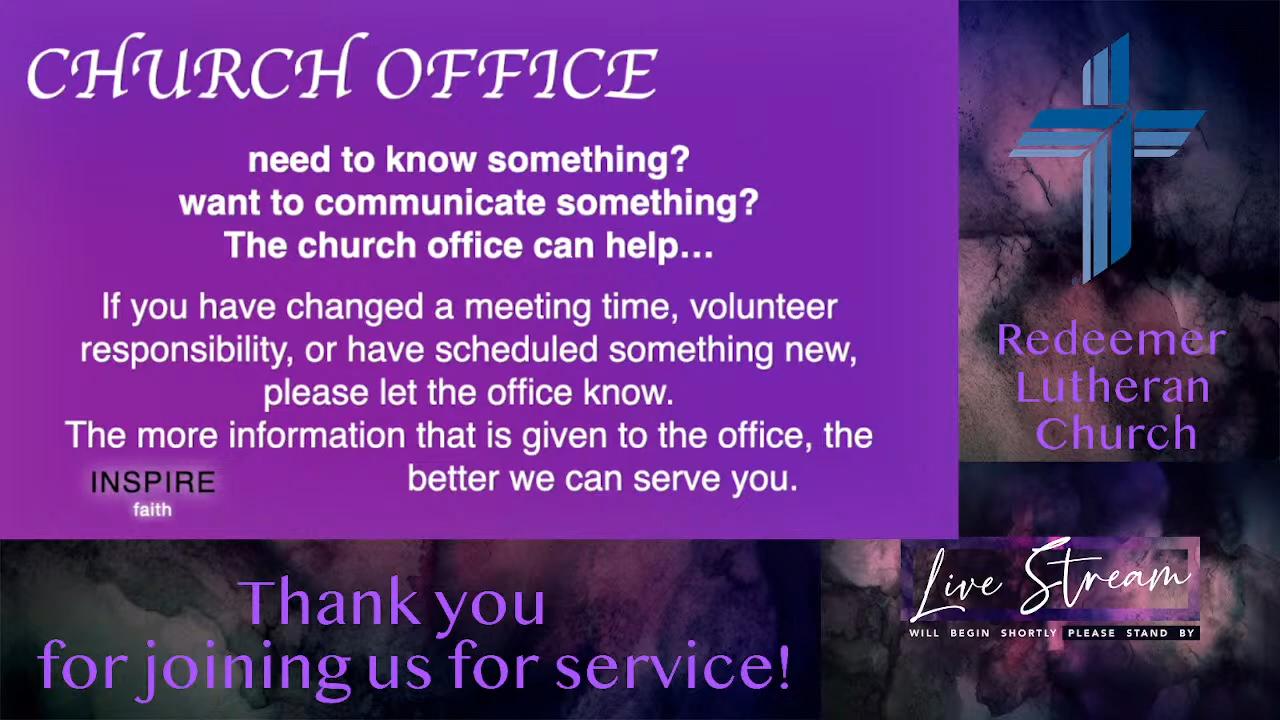 CHURCH OFFICE
need to know something?
want to communicate something?
The church office can help...
If you have changed a meeting time, volunteer
responsibility, or have scheduled something new,
please let the office know.
The more information that is given to the office, the
better we can serve you.
INSPIRE
faith
Redeemer
Lutheran
Church
Live Stream
WILL BEGIN SHORTLY PLEASE STAND BY
Thank you
for joining us for service!